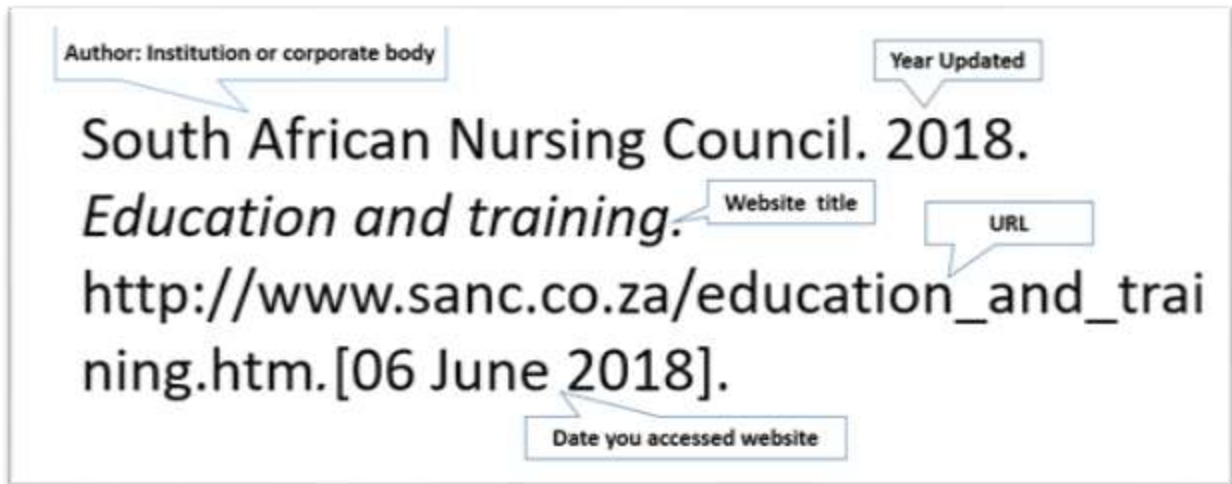 Author: Institution or corporate body
Year Updated
South African Nursing Council. 2018.
Education and training.
Website title
URL
http://www.sanc.co.za/education_and_trai
ning.htm.[06 June 2018].
Date you accessed website